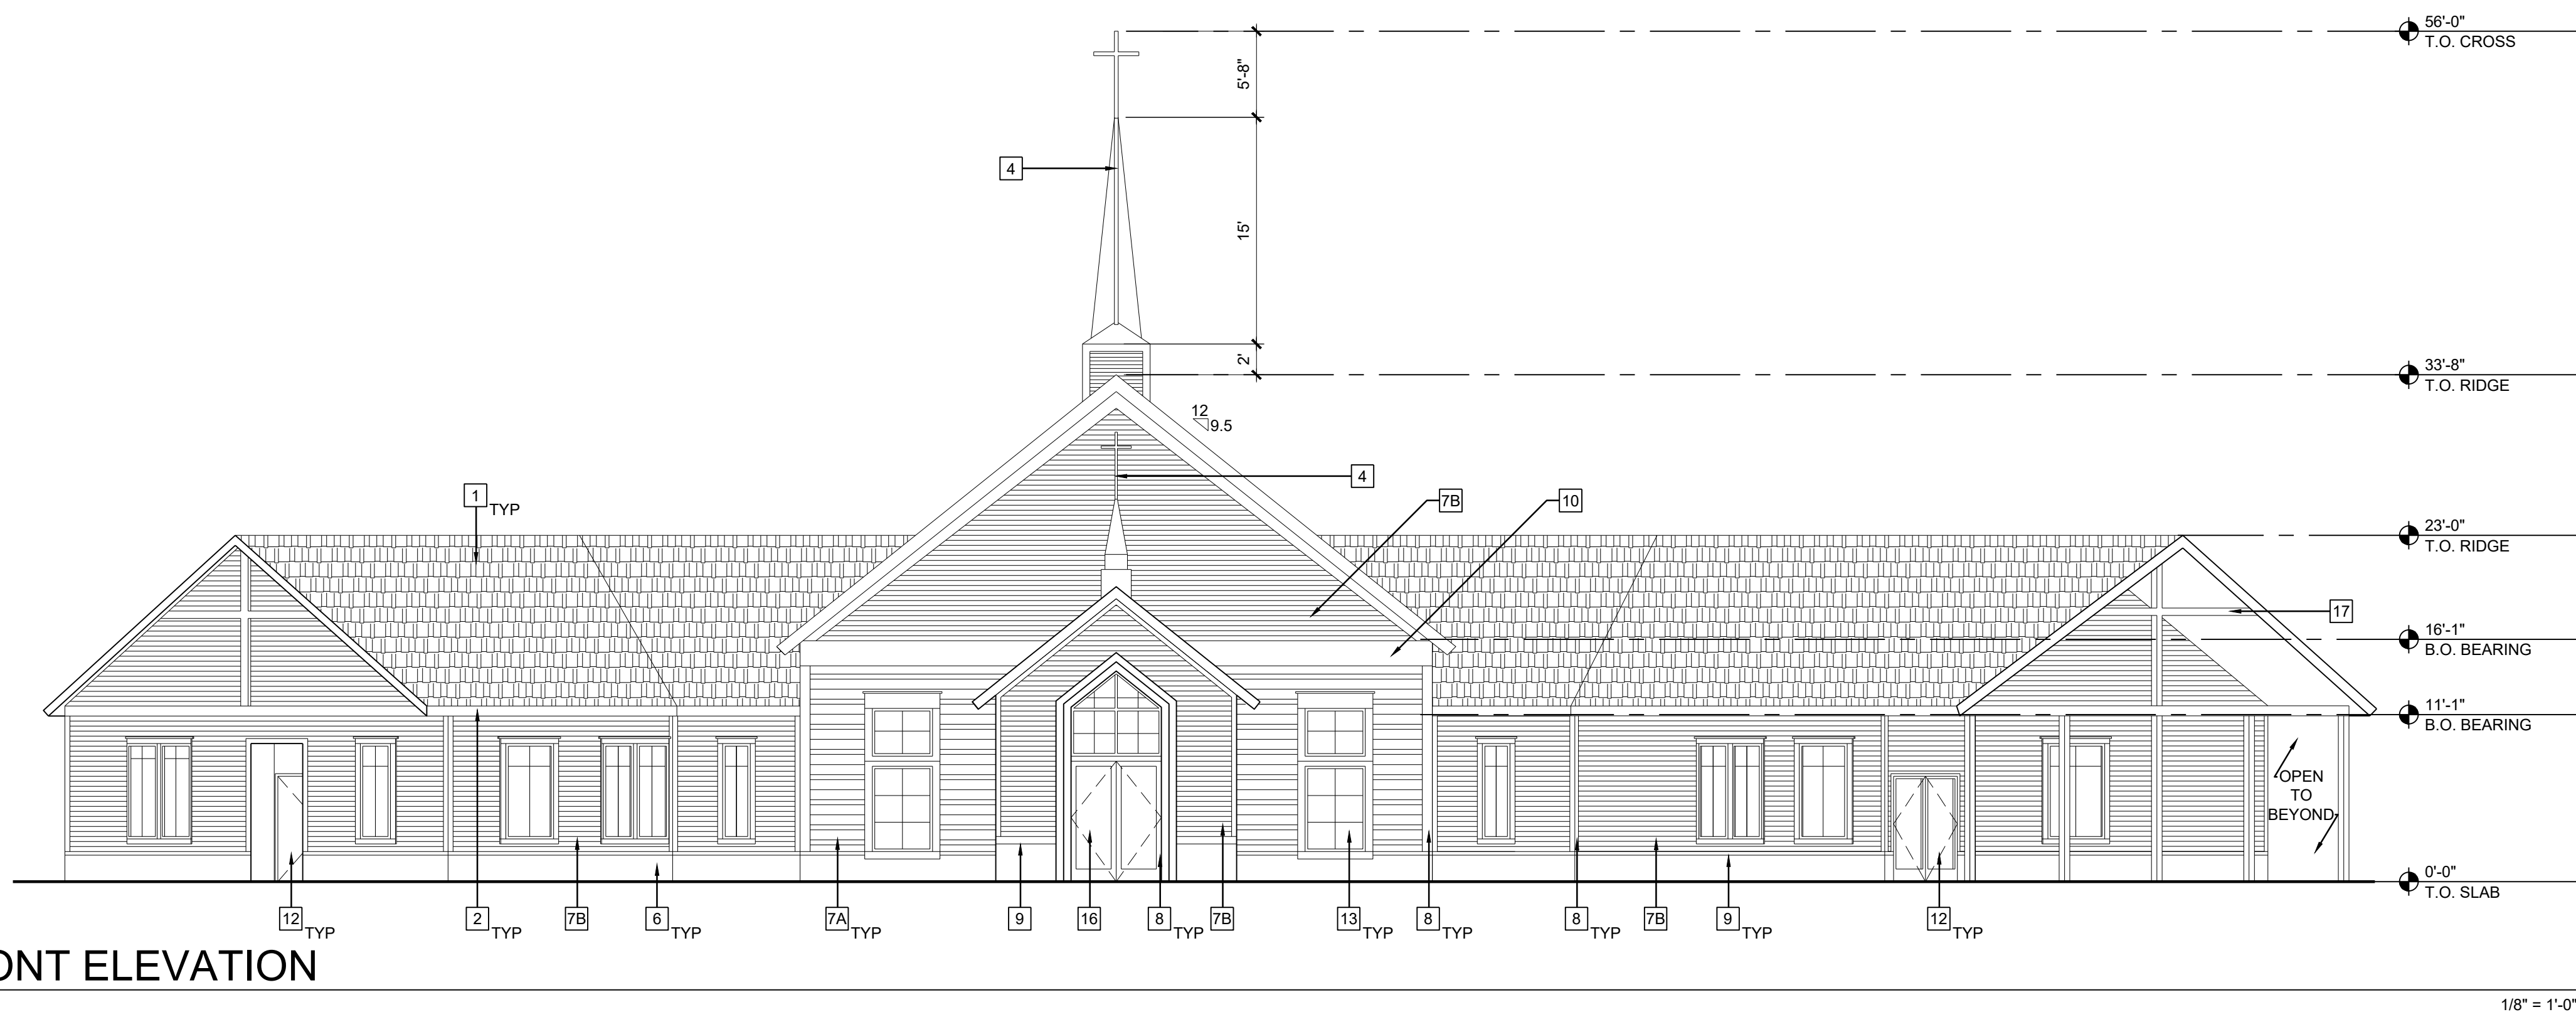 56'-0"
T.O. CROSS
5'-8"
4
15'
2'
33'-8"
T.O. RIDGE
12
9.5
4
1
TYP
7B
10
23'-0"
T.O. RIDGE
17
16'-1"
B.O. BEARING
11'-1"
B.O. BEARING
OPEN
TO
BEYOND
0'-0"
T.O. SLAB
12
TYP
2
TYP
7B
6
TYP
7A
TYP
9
16
8
TYP
7B
13
TYP
8
TYP
8
TYP
7B
9
TYP
12
TYP
ONT ELEVATION
1/8" = 1'-0"